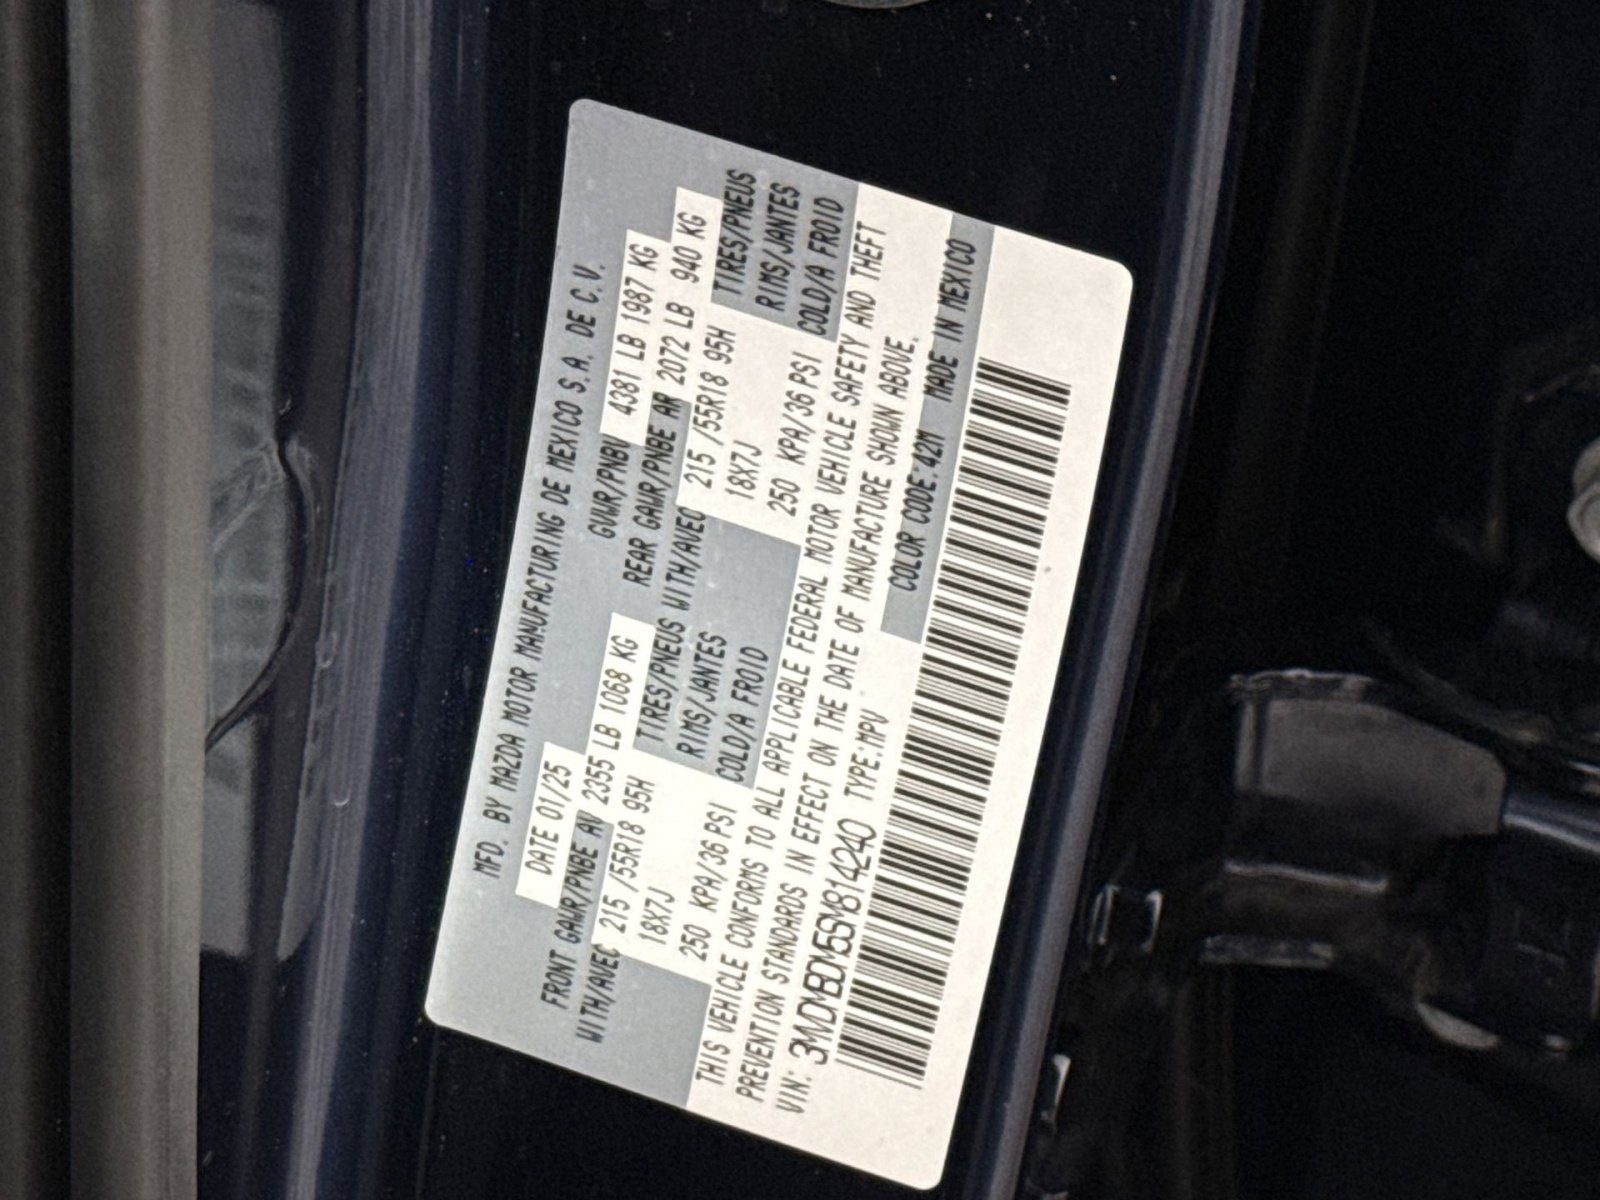 MFD. BY MAZDA MOTOR MANUFACTURING DE MEXICO S.A. DE C.V.
DATE 01/25 GVWR/PNBV 4381 LB 1987 KG
FRONT GAWR/PNBE AV 2355 LB 1068 KG REAR GAWR/PNBE AR 2072 LB 940 KG
WITH/AVEC 215 /55R18 95H TIRES/PNEUS WITH/AVEC 215 /55R18 95H TIRES/PNEUS
18X7J RIMS/JANTES 18X7J RIMS/JANTES
250 KPA/36PSI COLD/A FROID 250 KPA/36PSI COLD/A FROID
THIS VEHICLE CONFORMS TO ALL APPLICABLE FEDERAL MOTOR VEHICLE SAFETY AND THEFT
PREVENTION STANDARDS IN EFFECT ON THE DATE OF MANUFACTURE SHOWN ABOVE.
VIN: 3MVDMBDM5SM814240 TYPE:MPV COLOR CODE:42M MADE IN MEXICO